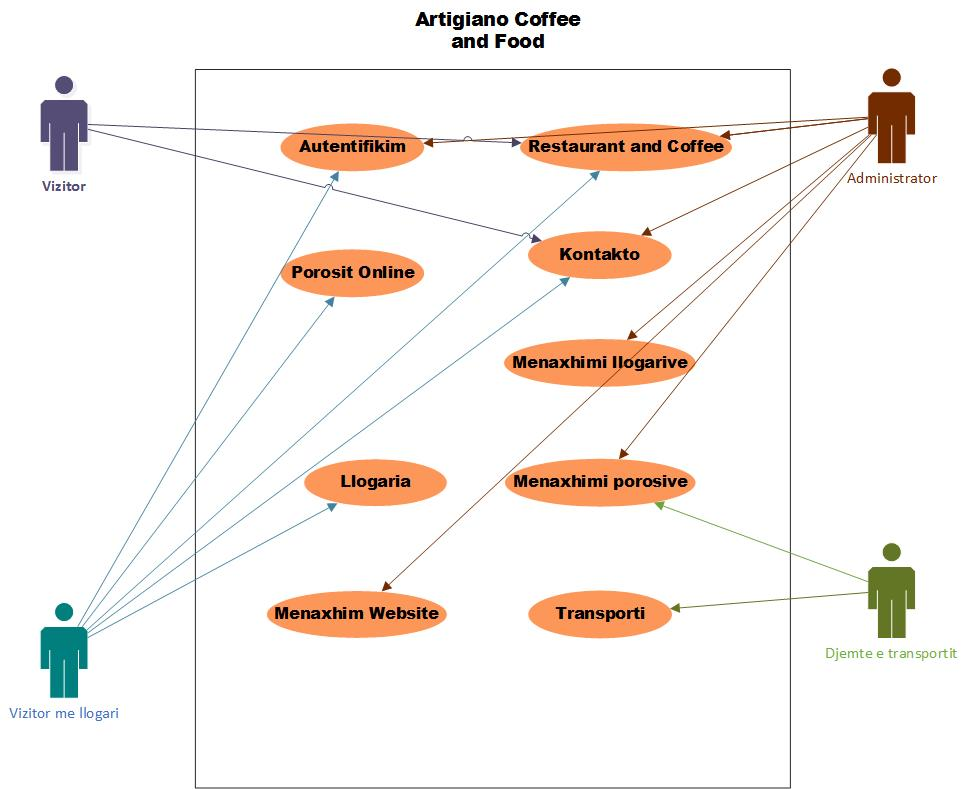 Artigiano Coffee
and Food
Vizitor
Administrator
Autentifikim
Restaurant and Coffee
Kontakto
Porosit Online
Menaxhimi llogarive
Llogaria
Menaxhimi porosive
Menaxhim Website
Transporti
Djemte e transportit
Vizitor me llogari